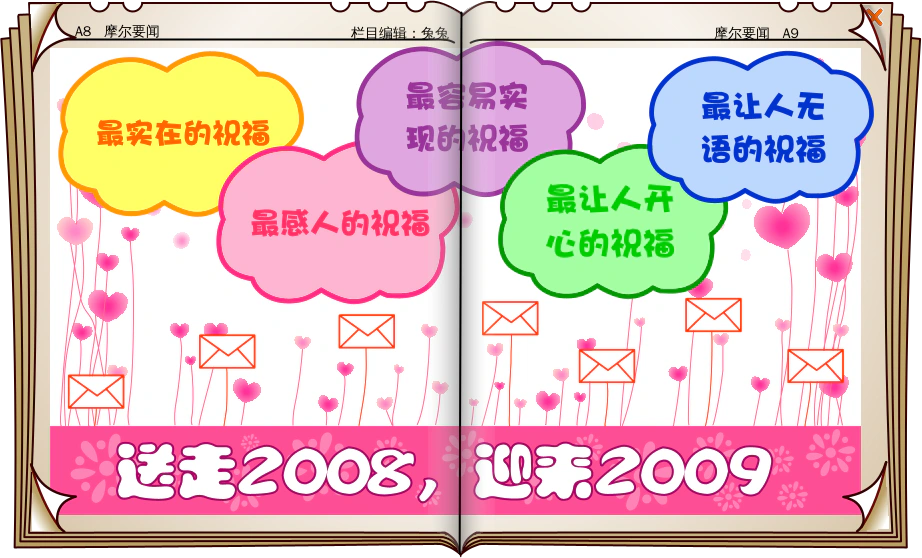 A8 摩尔要闻
栏目编辑：兔兔
摩尔要闻 A9
最实在的祝福
最感人的祝福
最容易实
现的祝福
最让人开
心的祝福
最让人无
语的祝福
送走2008，迎来2009